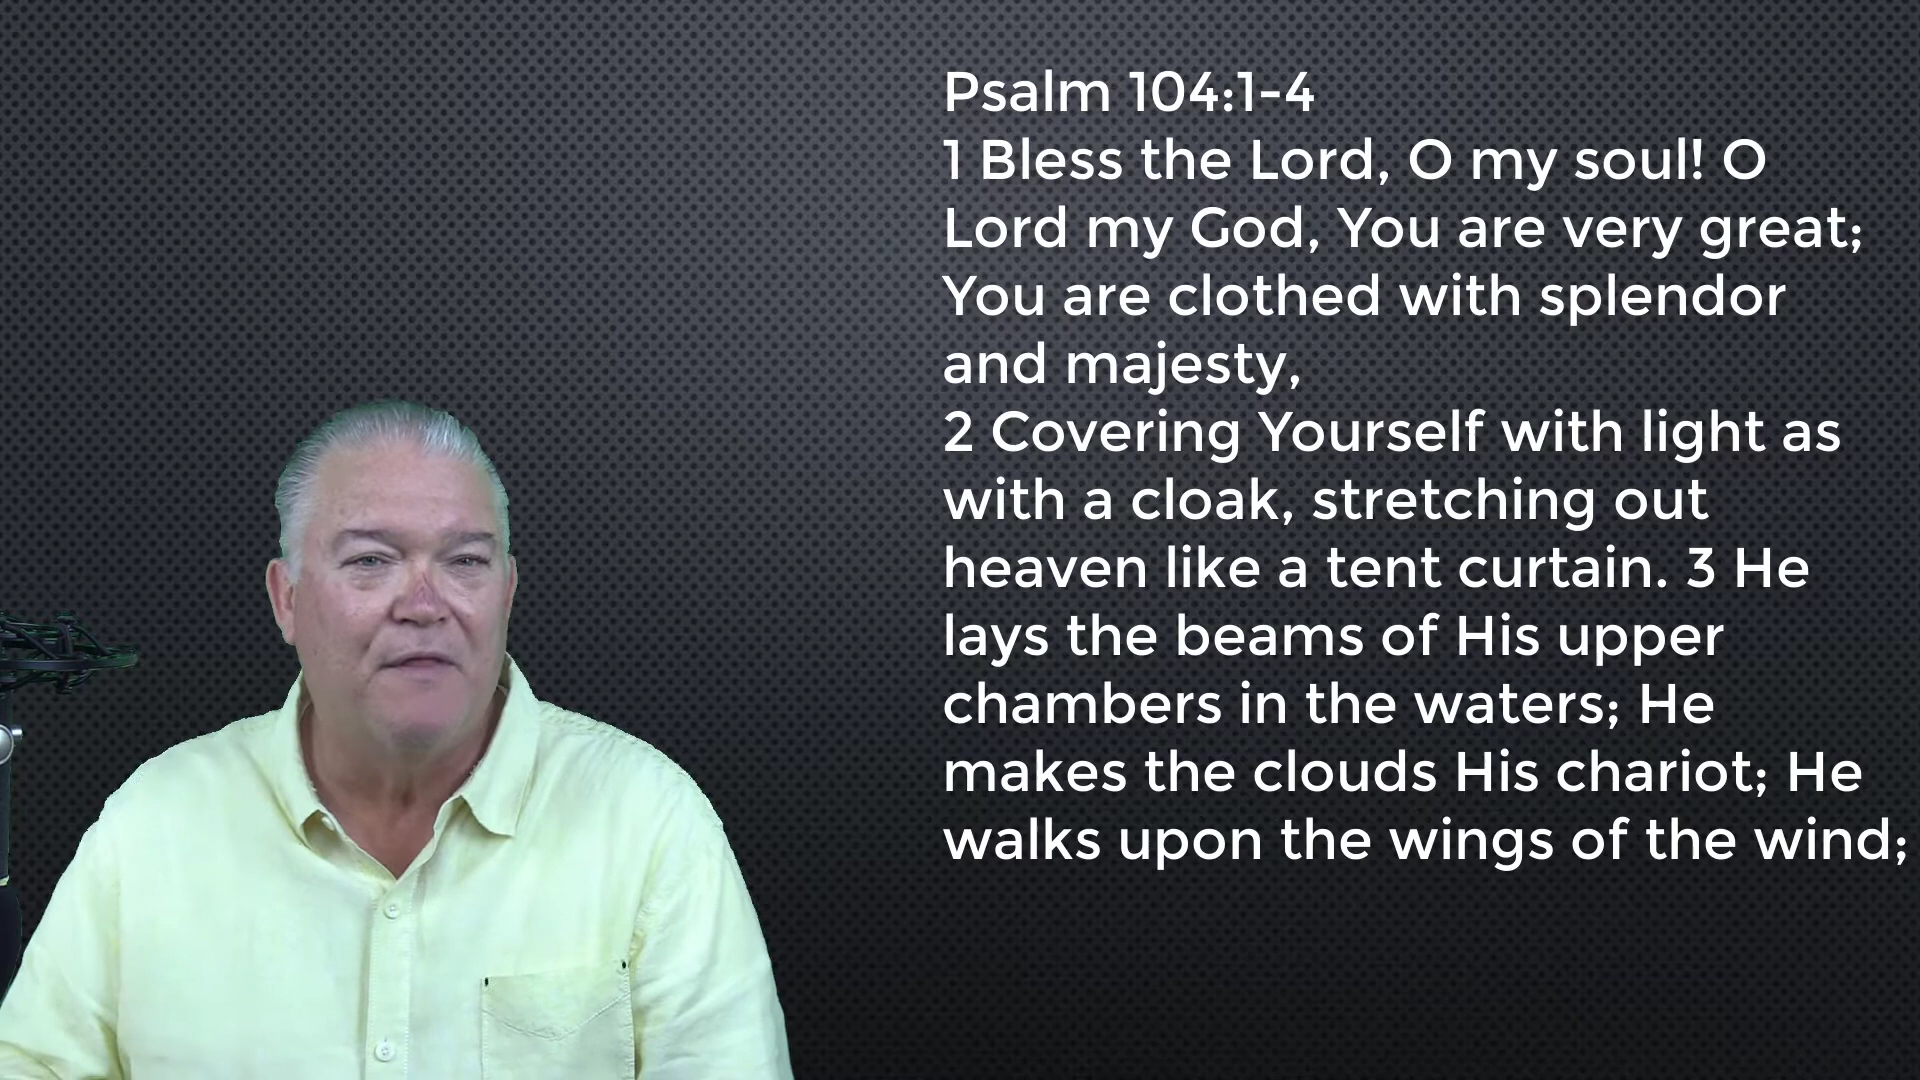 Psalm 104:1-4
1 Bless the Lord, O my soul! O
Lord my God, You are very great;
You are clothed with splendor
and majesty,
2 Covering Yourself with light as
with a cloak, stretching out
heaven like a tent curtain. 3 He
lays the beams of His upper
chambers in the waters; He
makes the clouds His chariot; He
walks upon the wings of the wind;